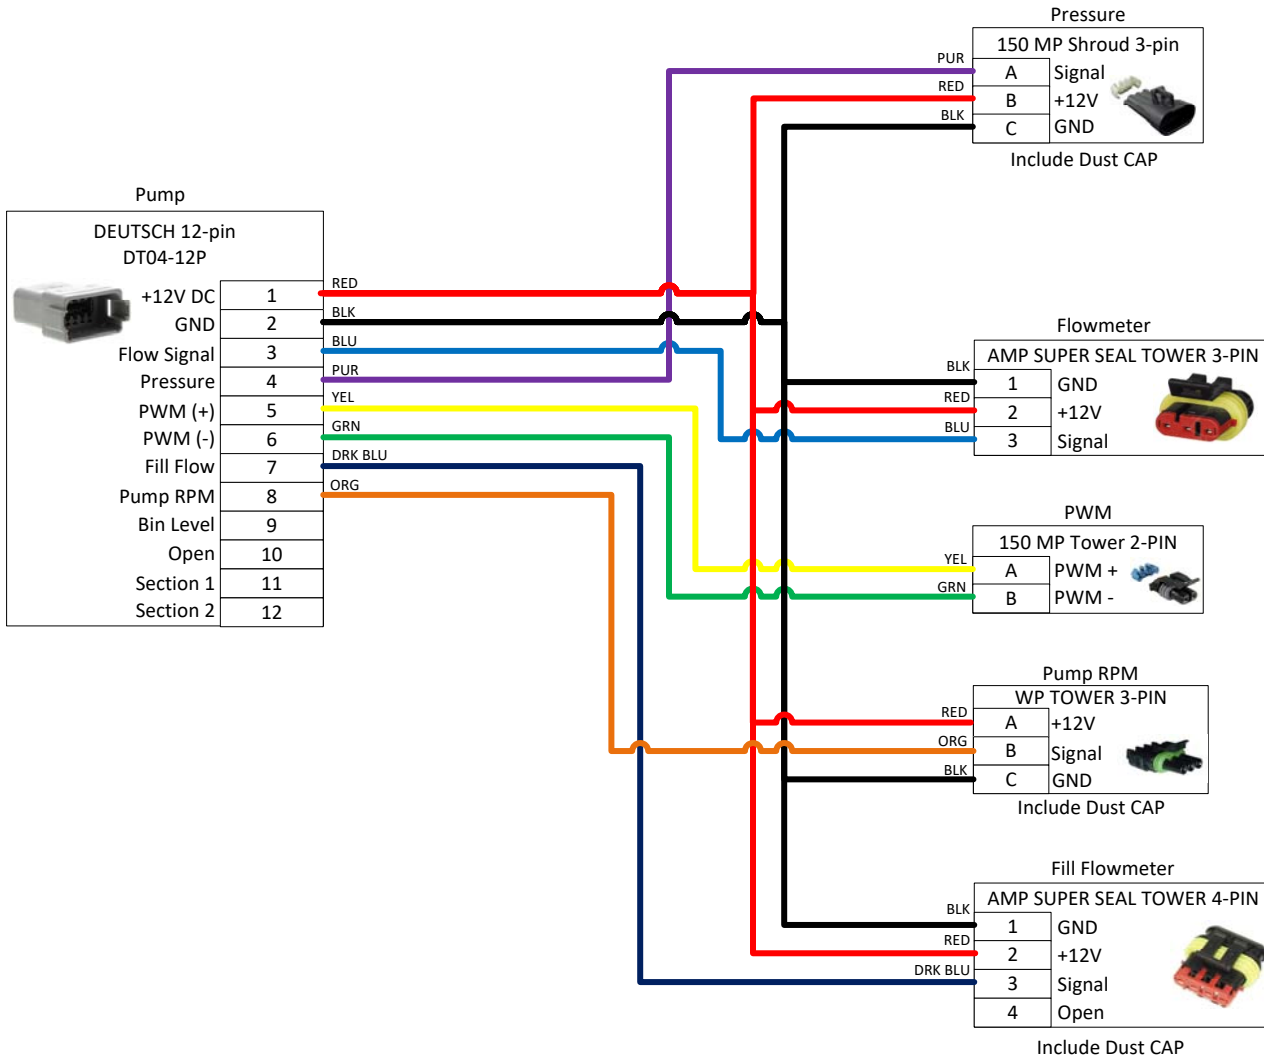 Pressure
150 MP Shroud 3-pin
PUR A Signal
RED B +12V
BLK C GND
Include Dust CAP
Pump
DEUTSCH 12-pin
DT04-12P
+12V DC 1 RED
GND 2 BLK
Flow Signal 3 BLU
Pressure 4 PUR
PWM (+) 5 YEL
PWM (-) 6 GRN
Fill Flow 7 DRK BLU
Pump RPM 8 ORG
Bin Level 9
Open 10
Section 1 11
Section 2 12
Flowmeter
AMP SUPER SEAL TOWER 3-PIN
BLK 1 GND
RED 2 +12V
BLU 3 Signal
PWM
150 MP Tower 2-PIN
YEL A PWM +
GRN B PWM -
Pump RPM
WP TOWER 3-PIN
RED A +12V
ORG B Signal
BLK C GND
Include Dust CAP
Fill Flowmeter
AMP SUPER SEAL TOWER 4-PIN
BLK 1 GND
RED 2 +12V
DRK BLU 3 Signal
4 Open
Include Dust CAP